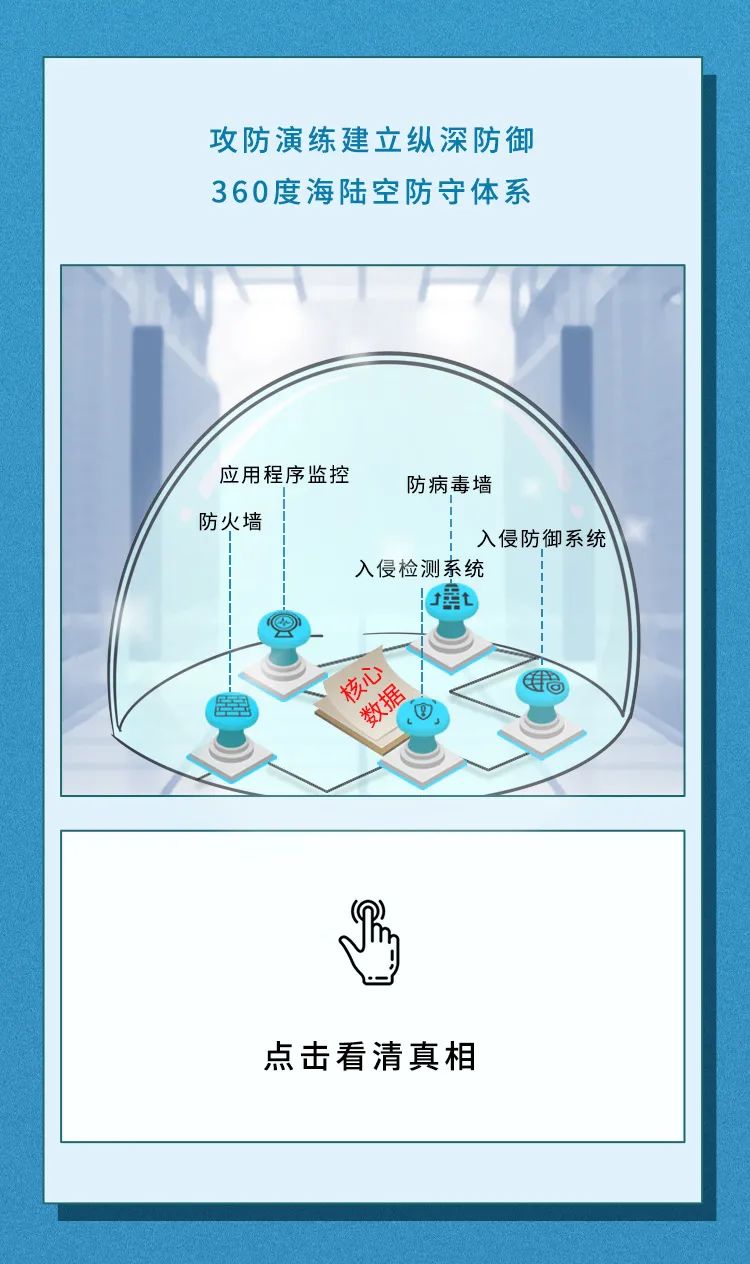 攻防演练建立纵深防御
360度海陆空防守体系
应用程序监控
防病毒墙
防火墙
入侵防御系统
入侵检测系统
核心
数据
点击看清真相